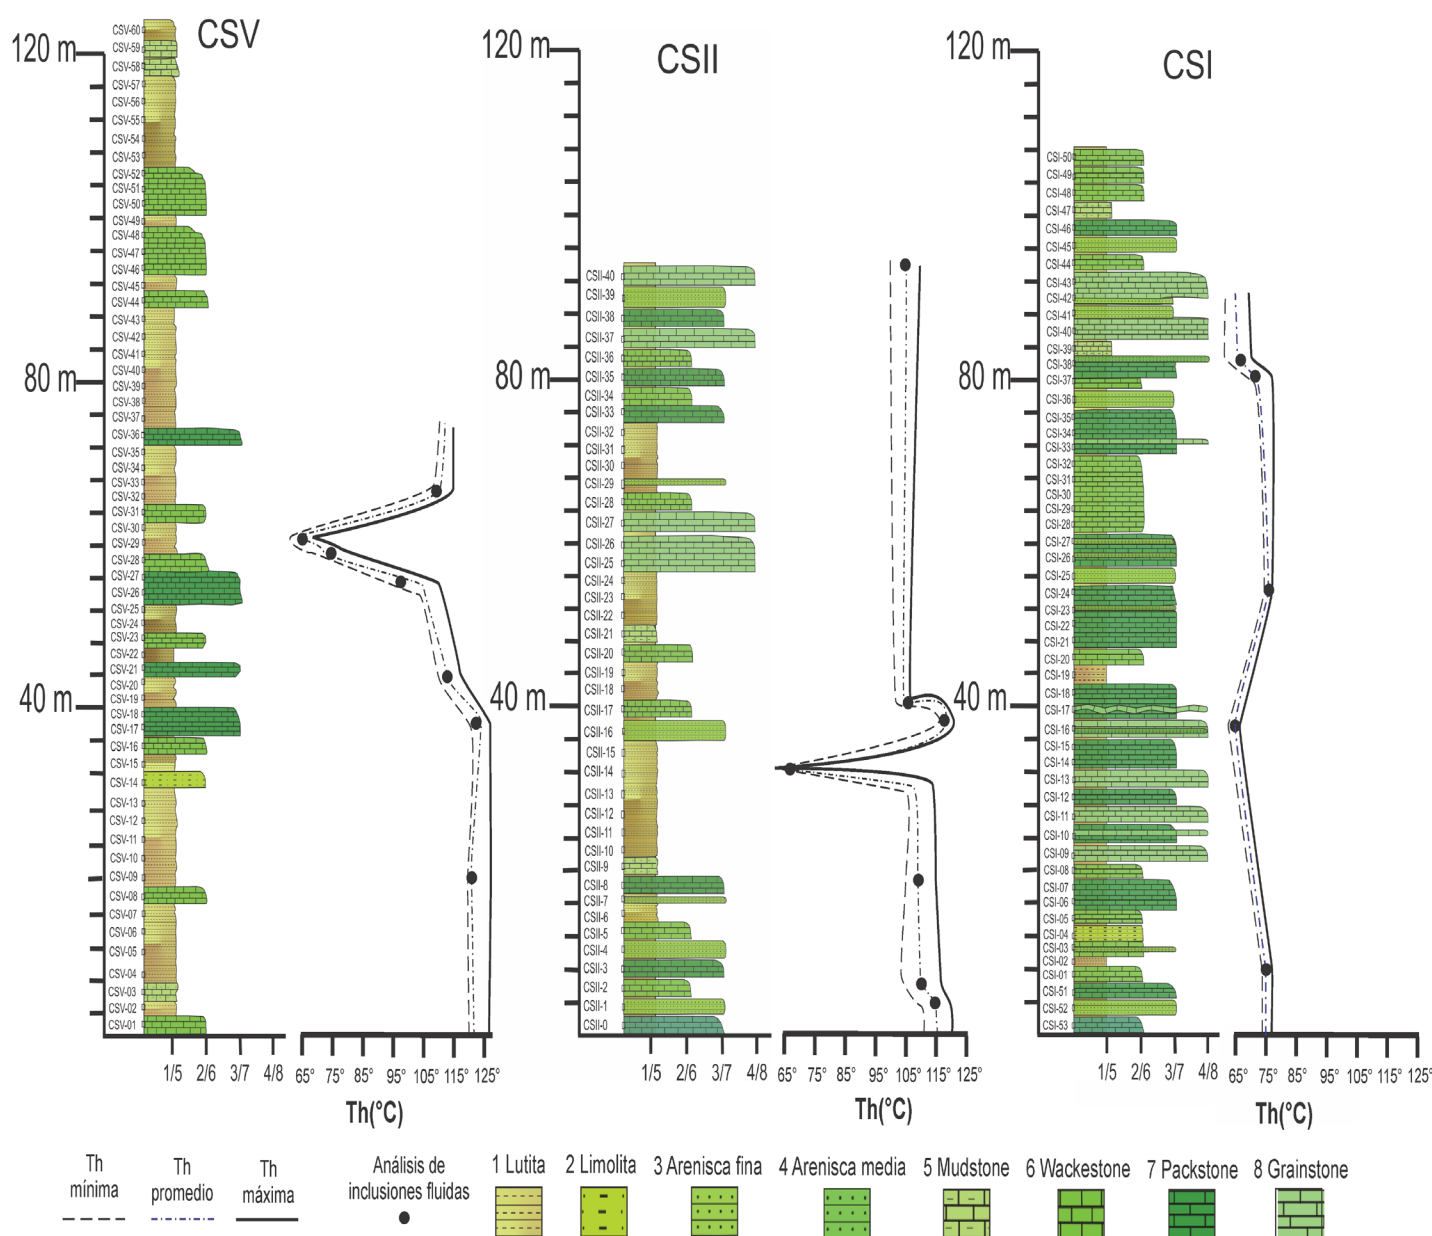 CSV
CSII
CSI
120 m
80 m
40 m
CSV-60
CSV-59
CSV-58
CSV-57
CSV-56
CSV-55
CSV-54
CSV-53
CSV-52
CSV-51
CSV-50
CSV-49
CSV-48
CSV-47
CSV-46
CSV-45
CSV-44
CSV-43
CSV-42
CSV-41
CSV-40
CSV-39
CSV-38
CSV-37
CSV-36
CSV-35
CSV-34
CSV-33
CSV-32
CSV-31
CSV-30
CSV-29
CSV-28
CSV-27
CSV-26
CSV-25
CSV-24
CSV-23
CSV-22
CSV-21
CSV-20
CSV-19
CSV-18
CSV-17
CSV-16
CSV-15
CSV-14
CSV-13
CSV-12
CSV-11
CSV-10
CSV-09
CSV-08
CSV-07
CSV-06
CSV-05
CSV-04
CSV-03
CSV-02
CSV-01
1/5 2/6 3/7 4/8
65° 75° 85° 95° 105° 115° 125°
Th(°C)
120 m
80 m
40 m
CSII-40
CSII-39
CSII-38
CSII-37
CSII-36
CSII-35
CSII-34
CSII-33
CSII-32
CSII-31
CSII-30
CSII-29
CSII-28
CSII-27
CSII-26
CSII-25
CSII-24
CSII-23
CSII-22
CSII-21
CSII-20
CSII-19
CSII-18
CSII-17
CSII-16
CSII-15
CSII-14
CSII-13
CSII-12
CSII-11
CSII-10
CSII-9
CSII-8
CSII-7
CSII-6
CSII-5
CSII-4
CSII-3
CSII-2
CSII-1
CSII-0
1/5 2/6 3/7 4/8
65° 75° 85° 95° 105° 115° 125°
Th(°C)
120 m
80 m
40 m
CSI-50
CSI-49
CSI-48
CSI-47
CSI-46
CSI-45
CSI-44
CSI-43
CSI-42
CSI-41
CSI-40
CSI-39
CSI-38
CSI-37
CSI-36
CSI-35
CSI-34
CSI-33
CSI-32
CSI-31
CSI-30
CSI-29
CSI-28
CSI-27
CSI-26
CSI-25
CSI-24
CSI-23
CSI-22
CSI-21
CSI-20
CSI-19
CSI-18
CSI-17
CSI-16
CSI-15
CSI-14
CSI-13
CSI-12
CSI-11
CSI-10
CSI-09
CSI-08
CSI-07
CSI-06
CSI-05
CSI-04
CSI-03
CSI-02
CSI-01
CSI-51
CSI-52
CSI-53
1/5 2/6 3/7 4/8
65° 75° 85° 95° 105° 115° 125°
Th(°C)
Th
mínima
Th
promedio
Th
máxima
Análisis de
inclusiones fluidas
1 Lutita
2 Limolita
3 Arenisca fina
4 Arenisca media
5 Mudstone
6 Wackestone
7 Packstone
8 Grainstone